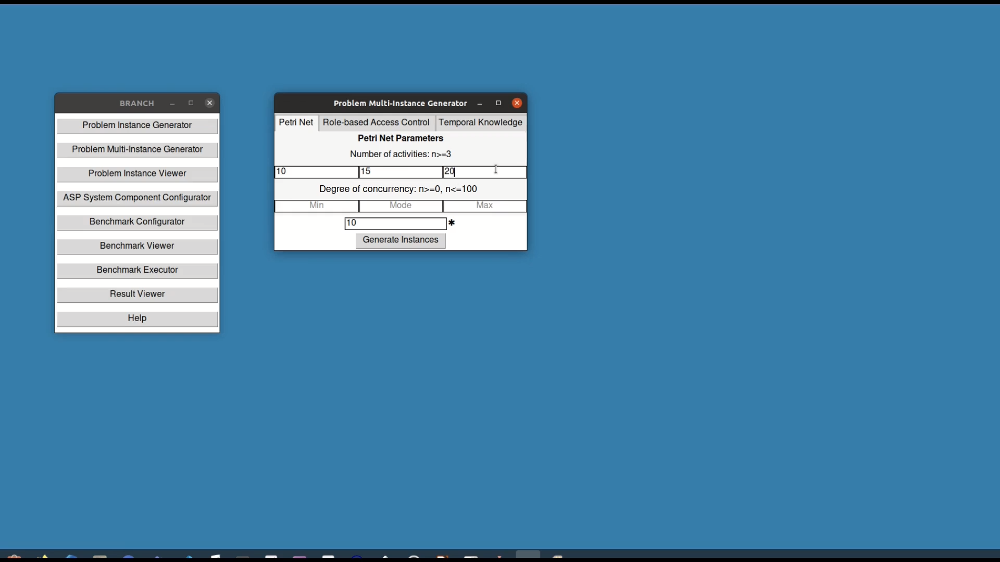 BRANCH
Problem Instance Generator
Problem Multi-Instance Generator
Problem Instance Viewer
ASP System Component Configurator
Benchmark Configurator
Benchmark Viewer
Benchmark Executor
Result Viewer
Help
Problem Multi-Instance Generator
Petri Net Role-based Access Control Temporal Knowledge
Petri Net Parameters
Number of activities: n>=3
10 15 20
Degree of concurrency: n>=0, n<=100
Min Mode Max
10 ✱
Generate Instances